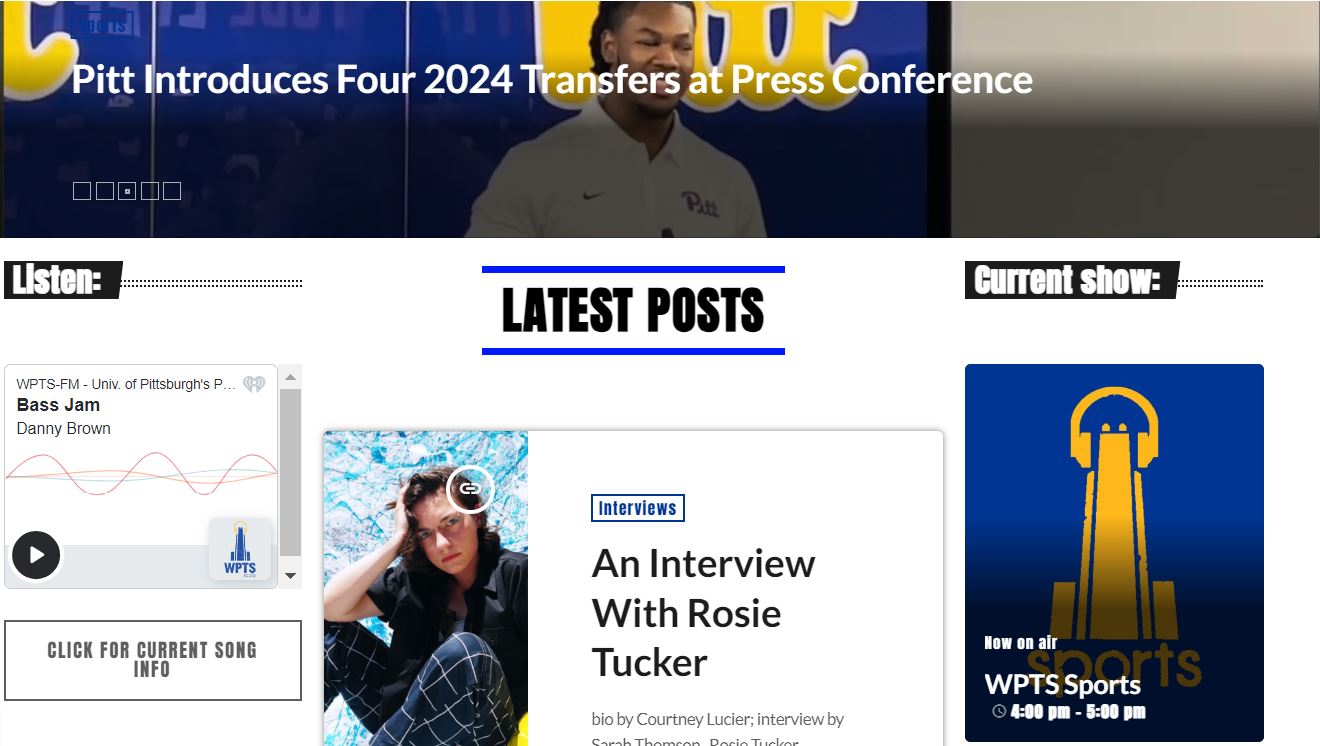 Sports
Pitt Introduces Four 2024 Transfers at Press Conference
Pitt
Listen:
LATEST POSTS
Current show:
WPTS-FM - Univ. of Pittsburgh's P...
Bass Jam
Danny Brown
WPTS
CLICK FOR CURRENT SONG
INFO
Interviews
An Interview
With Rosie
Tucker
bio by Courtney Lucier; interview by
Sarah Thomson Rosie Tucker
Now on air
sports
WPTS Sports
4:00 pm - 5:00 pm